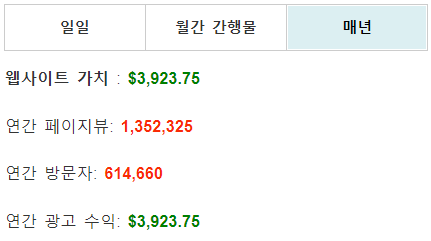 일일 월간 간행물 매년
웹사이트 가치 : $3,923.75
연간 페이지뷰: 1,352,325
연간 방문자: 614,660
연간 광고 수익: $3,923.75